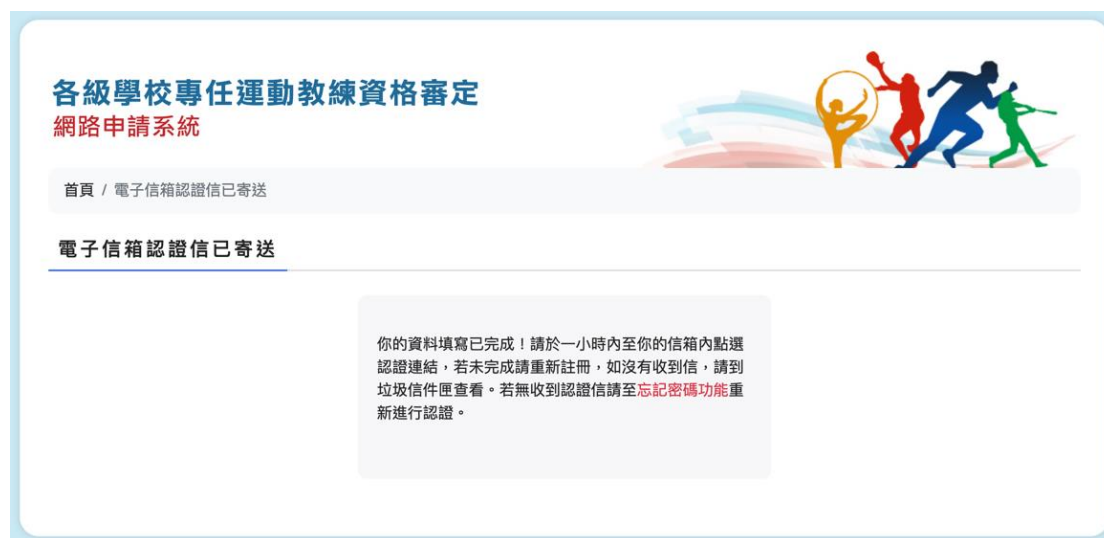 各級學校專任運動教練資格審定
網路申請系統
首頁 / 電子信箱認證信已寄送
電子信箱認證信已寄送
你的資料填寫已完成！請於一小時內至你的信箱內點選
認證連結，若未完成請重新註冊，如沒有收到信，請到
垃圾信件匣查看。若無收到認證信請至忘記密碼功能重
新進行認證。